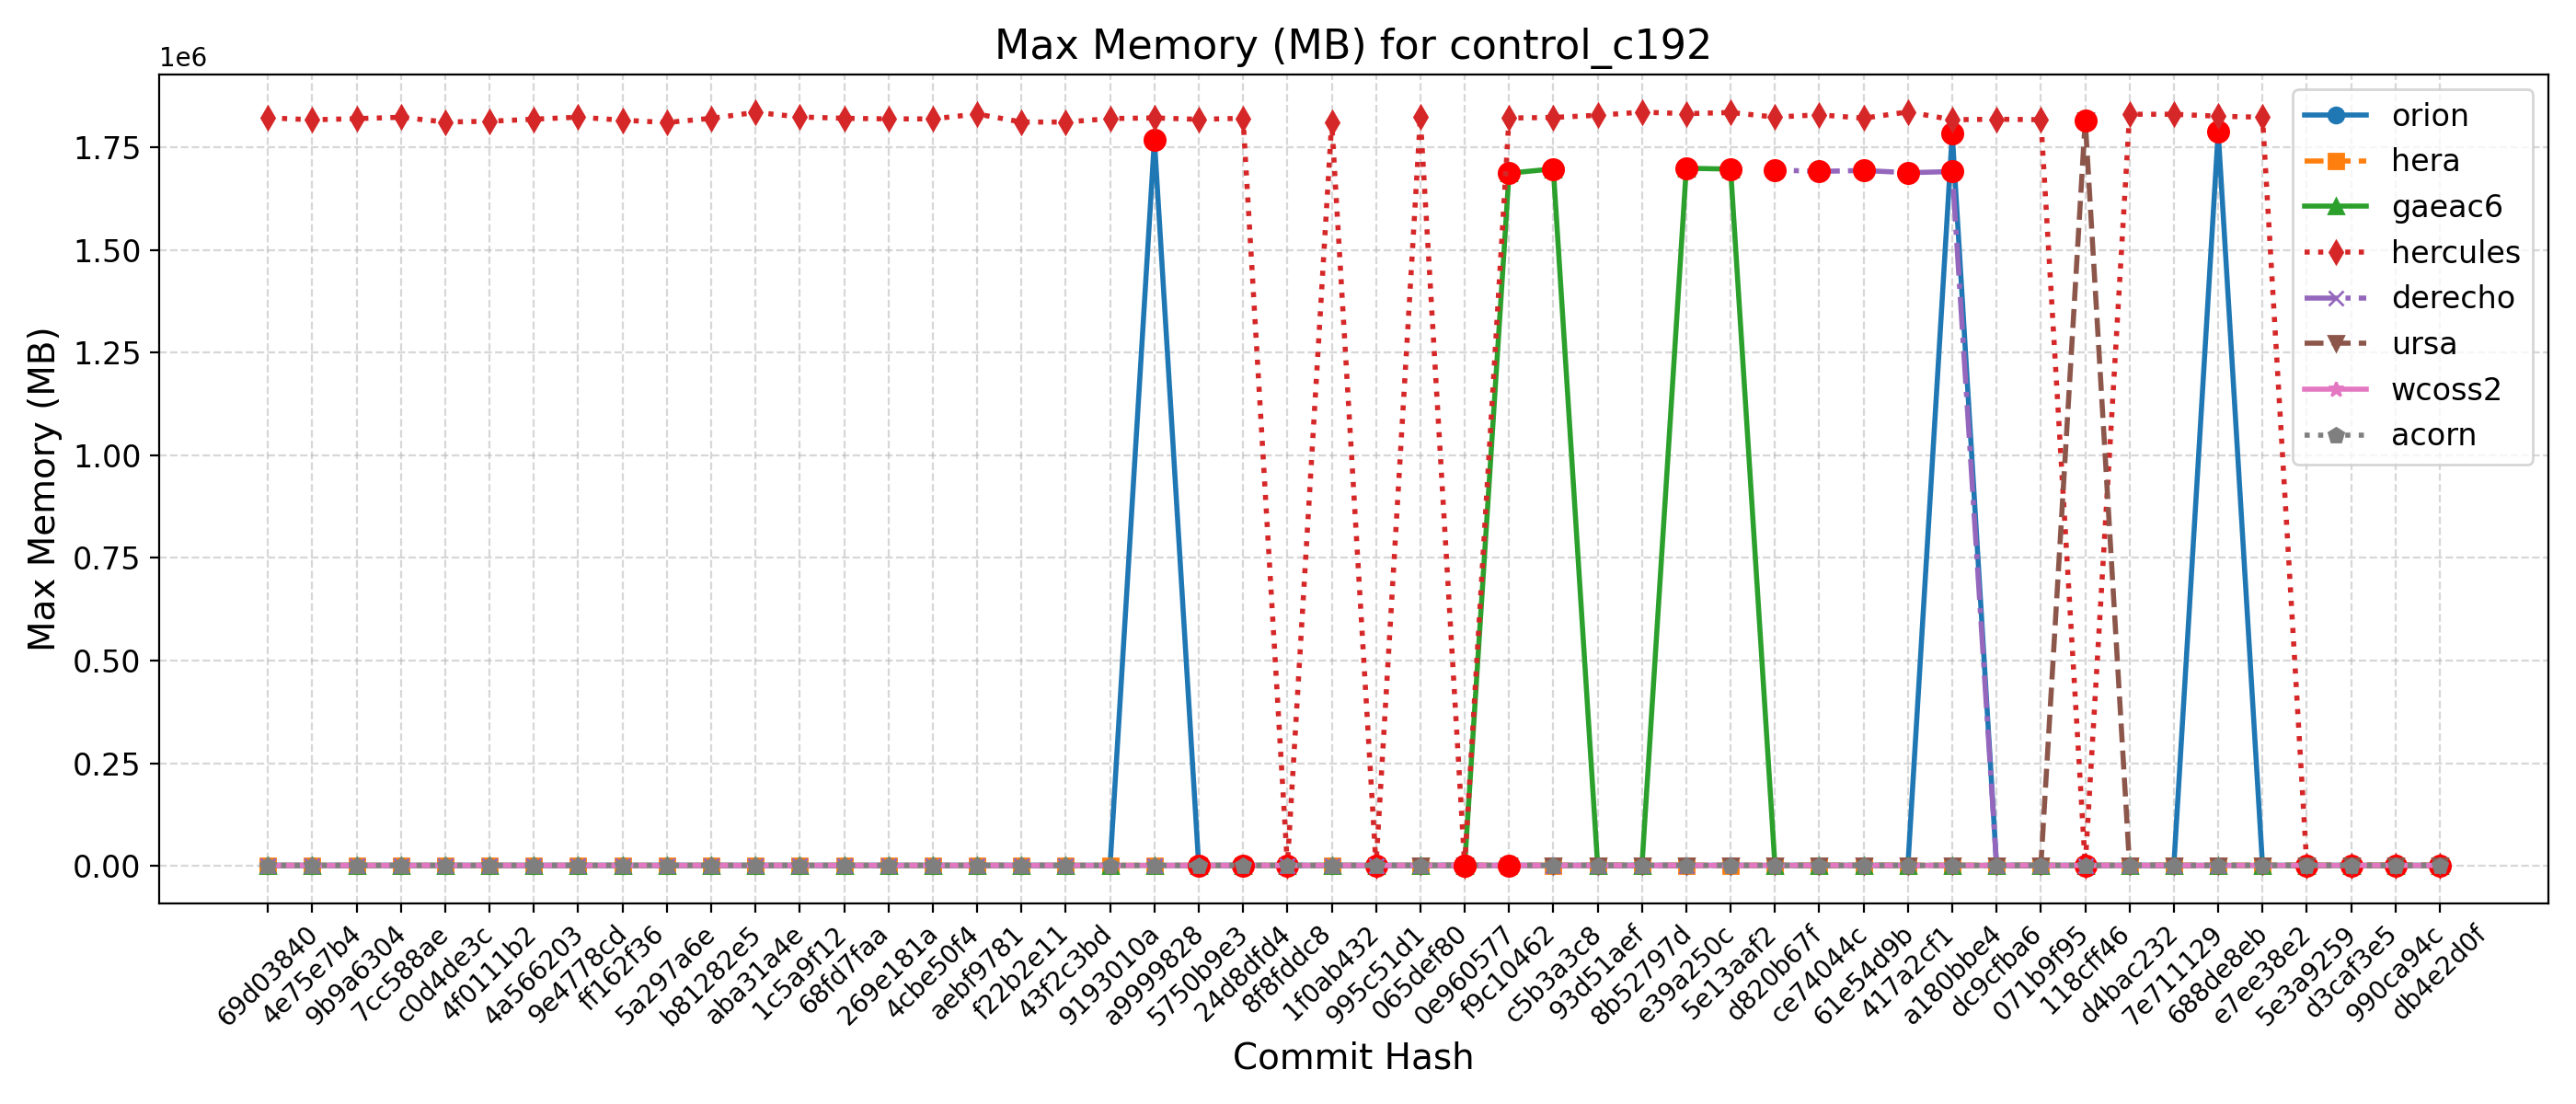 Max Memory (MB) for control_c192
1e6
1.75
1.50
1.25
1.00
0.75
0.50
0.25
0.00
Max Memory (MB)
orion
hera
gaeac6
hercules
derecho
ursa
wcoss2
acorn
69d03840
4e75e7b4
9b9a6304
7cc588ae
c0d4de3c
4f0111b2
4a566203
9e4778cd
ff162f36
5a297a6e
b81282e5
aba31a4e
1c5a9f12
68fd7faa
269e181a
4cbe50f4
aebf9781
f22b2e11
43f2c3bd
9193010a
a9999828
5750b9e3
24d8dfd4
8f8fddc8
1f0ab432
995c51d1
065def80
0e960577
f9c10462
c5b3a3c8
93d51aef
8b52797d
e39a250c
5e13aaf2
d820b67f
ce74044c
61e54d9b
417a2cf1
a180bbe4
dc9cfba6
071b9f95
118cff46
d4bac232
7e711129
688de8eb
e7ee38e2
5e3a9259
d3caf3e5
990ca94c
db4e2d0f
Commit Hash